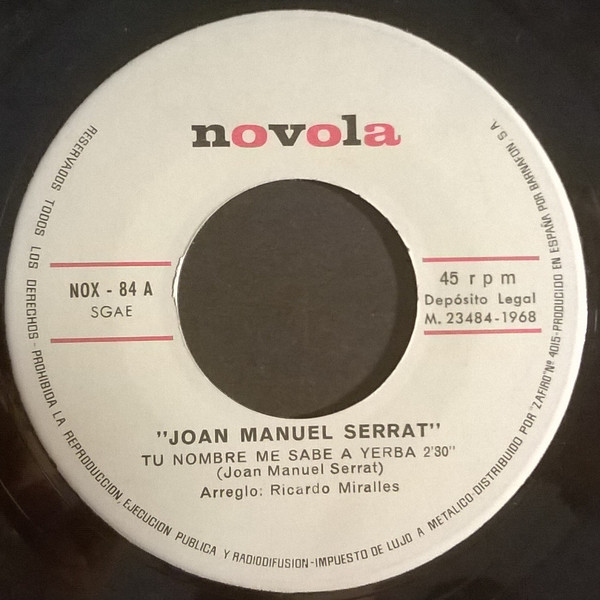 novola
NOX - 84 A
SGAE
45 rpm
Depósito Legal
M. 23484-1968
"JOAN MANUEL SERRAT"
TU NOMBRE ME SABE A YERBA 2'30"
(Joan Manuel Serrat)
Arreglo: Ricardo Miralles
RESERVADOS TODOS LOS DERECHOS - PROHIBIDA LA REPRODUCCION, EJECUCION PUBLICA Y RADIODIFUSION - IMPUESTO DE LUJO A METALICO - DISTRIBUIDO POR "ZAFIRO" Nº 4015 - PRODUCIDO EN ESPAÑA POR BARNAFON S.A.